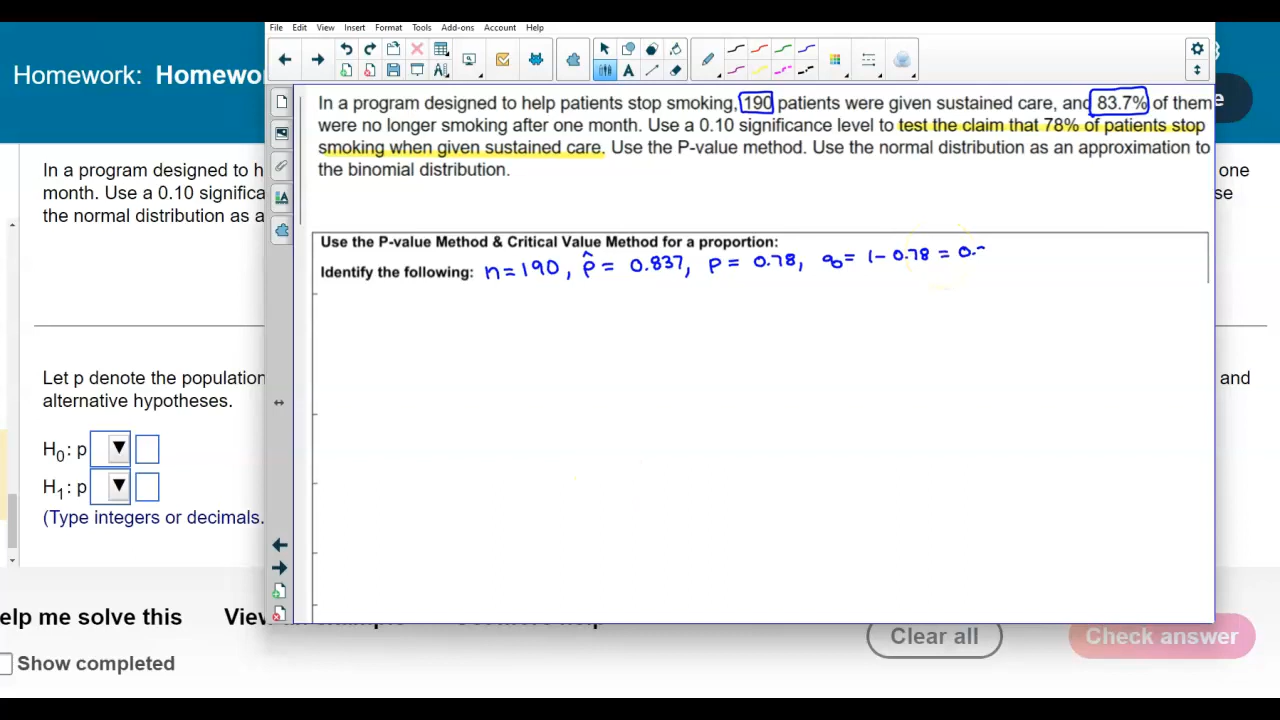 File Edit View Insert Format Tools Add-ons Account Help
Homework: Homewo
In a program designed to help patients stop smoking, 190 patients were given sustained care, and 83.7% of them
were no longer smoking after one month. Use a 0.10 significance level to test the claim that 78% of patients stop
smoking when given sustained care. Use the P-value method. Use the normal distribution as an approximation to
the binomial distribution.
Use the P-value Method & Critical Value Method for a proportion:
Identify the following: n = 190, p̂ = 0.837, p = 0.78, q = 1 - 0.78 = 0.
In a program designed to h
one
month. Use a 0.10 significa
se
the normal distribution as a
Let p denote the population
and
alternative hypotheses.
H0: p
H1: p
(Type integers or decimals.
elp me solve this
Clear all
Check answer
Show completed